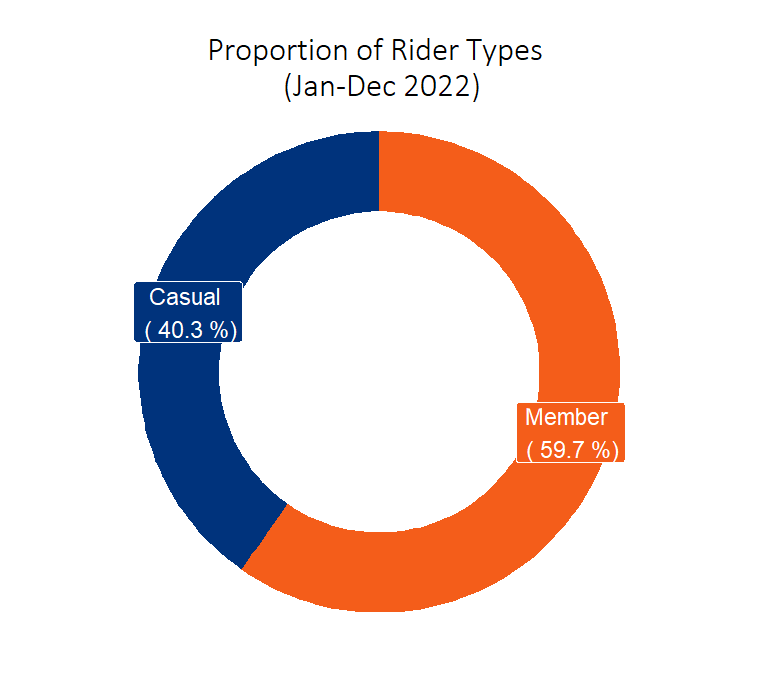 Proportion of Rider Types
(Jan-Dec 2022)
Casual
( 40.3 %)
Member
( 59.7 %)